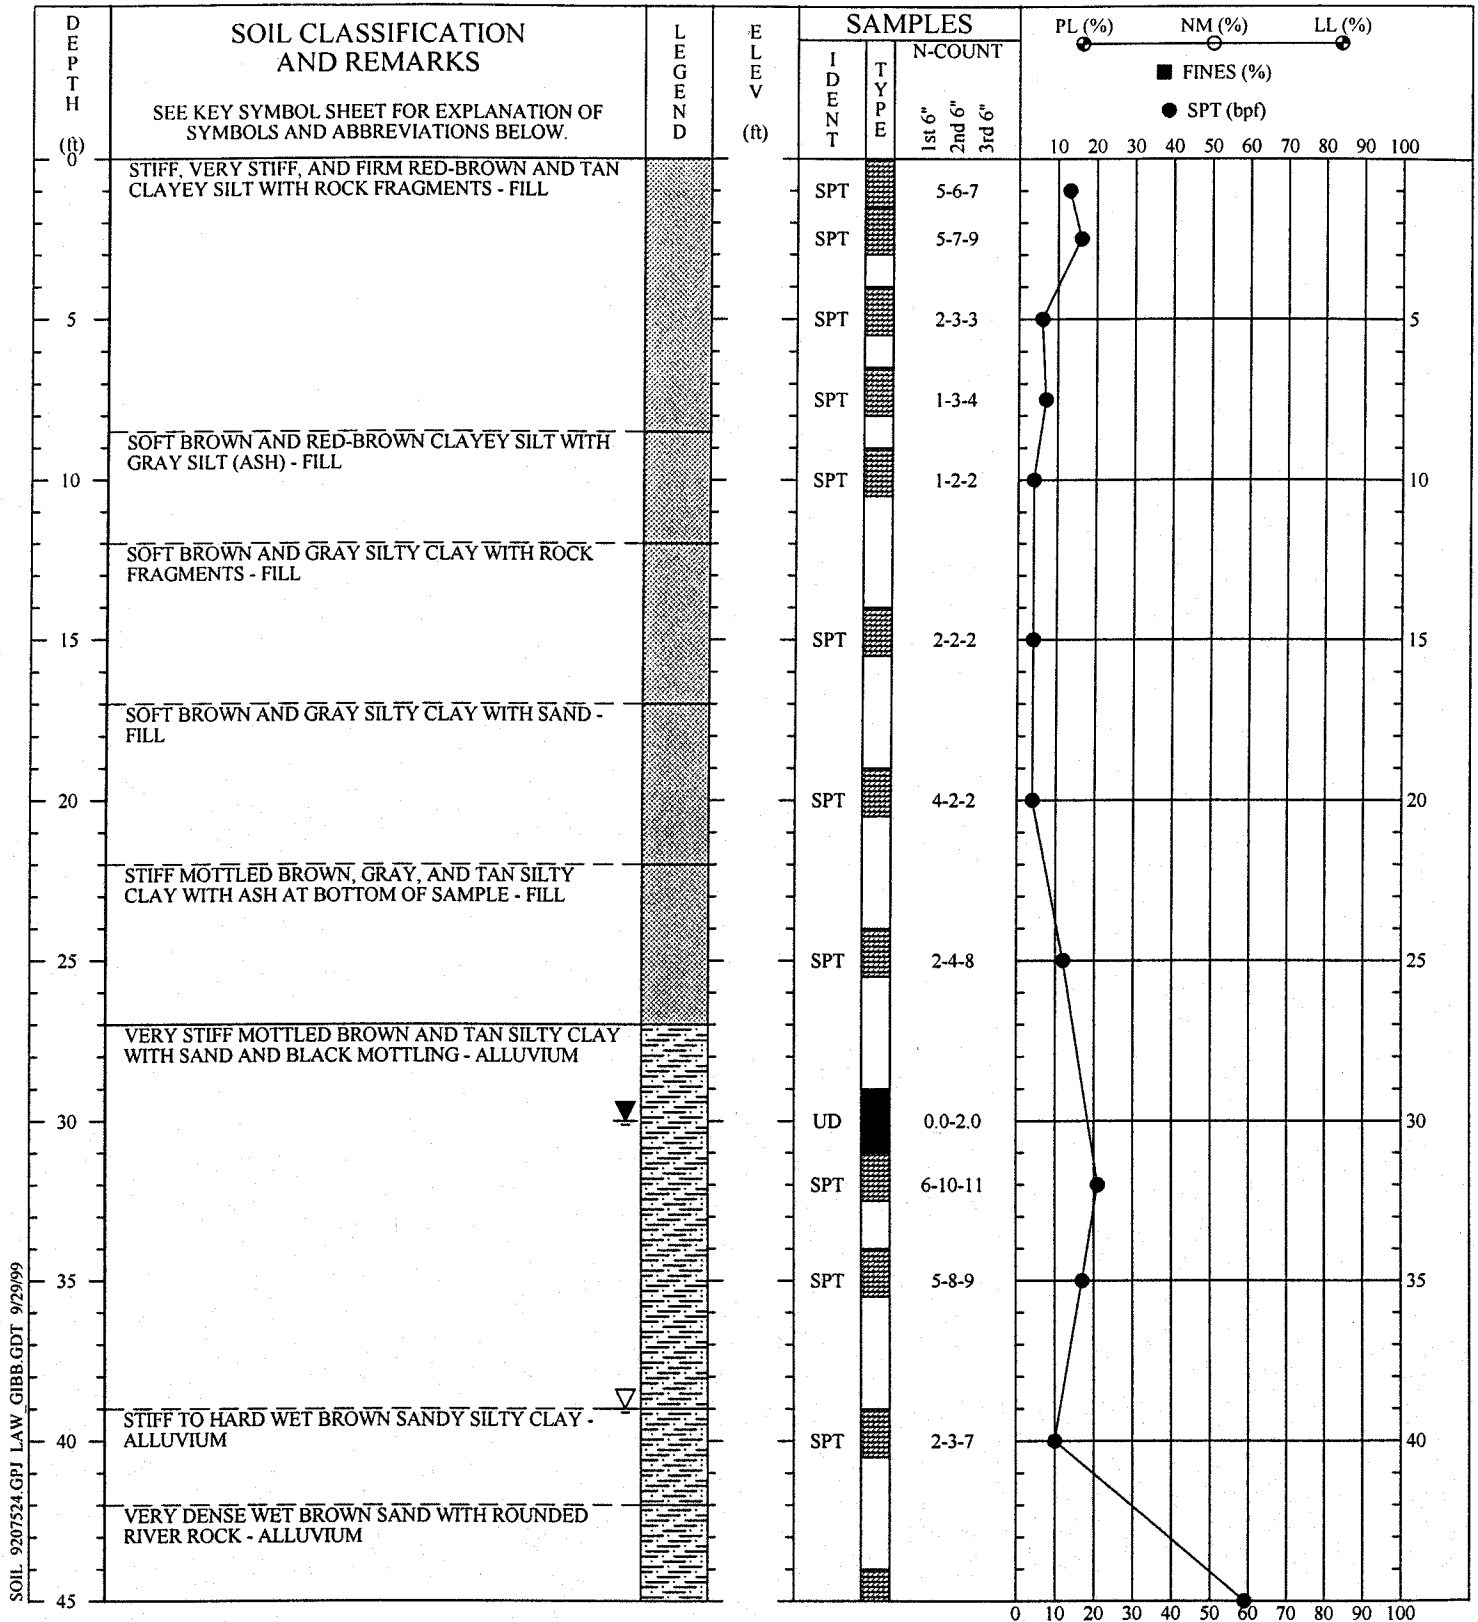 DEPTH
(ft)
SOIL CLASSIFICATION
AND REMARKS
SEE KEY SYMBOL SHEET FOR EXPLANATION OF
SYMBOLS AND ABBREVIATIONS BELOW.
LEGEND
ELEV
(ft)
SAMPLES
IDENT
TYPE
N-COUNT
1st 6"
2nd 6"
3rd 6"
PL (%) NM (%) LL (%)
FINES (%)
SPT (bpf)
10 20 30 40 50 60 70 80 90 100
0
STIFF, VERY STIFF, AND FIRM RED-BROWN AND TAN
CLAYEY SILT WITH ROCK FRAGMENTS - FILL
SPT 5-6-7
SPT 5-7-9
5 SPT 2-3-3 5
SPT 1-3-4
SOFT BROWN AND RED-BROWN CLAYEY SILT WITH
GRAY SILT (ASH) - FILL
10 SPT 1-2-2 10
SOFT BROWN AND GRAY SILTY CLAY WITH ROCK
FRAGMENTS - FILL
15 SPT 2-2-2 15
SOFT BROWN AND GRAY SILTY CLAY WITH SAND -
FILL
20 SPT 4-2-2 20
STIFF MOTTLED BROWN, GRAY, AND TAN SILTY
CLAY WITH ASH AT BOTTOM OF SAMPLE - FILL
25 SPT 2-4-8 25
VERY STIFF MOTTLED BROWN AND TAN SILTY CLAY
WITH SAND AND BLACK MOTTLING - ALLUVIUM
30 UD 0.0-2.0 30
SPT 6-10-11
35 SPT 5-8-9 35
STIFF TO HARD WET BROWN SANDY SILTY CLAY -
ALLUVIUM
40 SPT 2-3-7 40
VERY DENSE WET BROWN SAND WITH ROUNDED
RIVER ROCK - ALLUVIUM
45
0 10 20 30 40 50 60 70 80 90 100
SOIL 9207524.GPJ LAW_GIBB.GDT 9/29/99